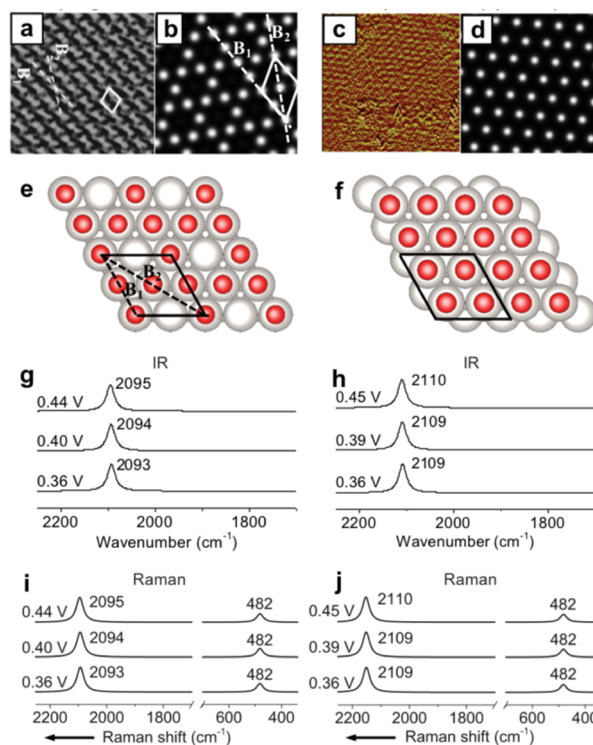 a
b
c
d
B₁
B₂
B₁
B₂
e
f
B₂
B₁
g
IR
h
IR
2095
0.44 V
2094
0.40 V
2093
0.36 V
2200 2000 1800
Wavenumber (cm⁻¹)
2110
0.45 V
2109
0.39 V
2109
0.36 V
2200 2000 1700
Wavenumber (cm⁻¹)
i
Raman
j
Raman
0.44 V 2095 482
0.40 V 2094 482
0.36 V 2093 482
2200 2000 1800 600 400
Raman shift (cm⁻¹)
0.45 V 2110 482
0.39 V 2109 482
0.36 V 2109 482
2200 2000 1800 600 400
Raman shift (cm⁻¹)